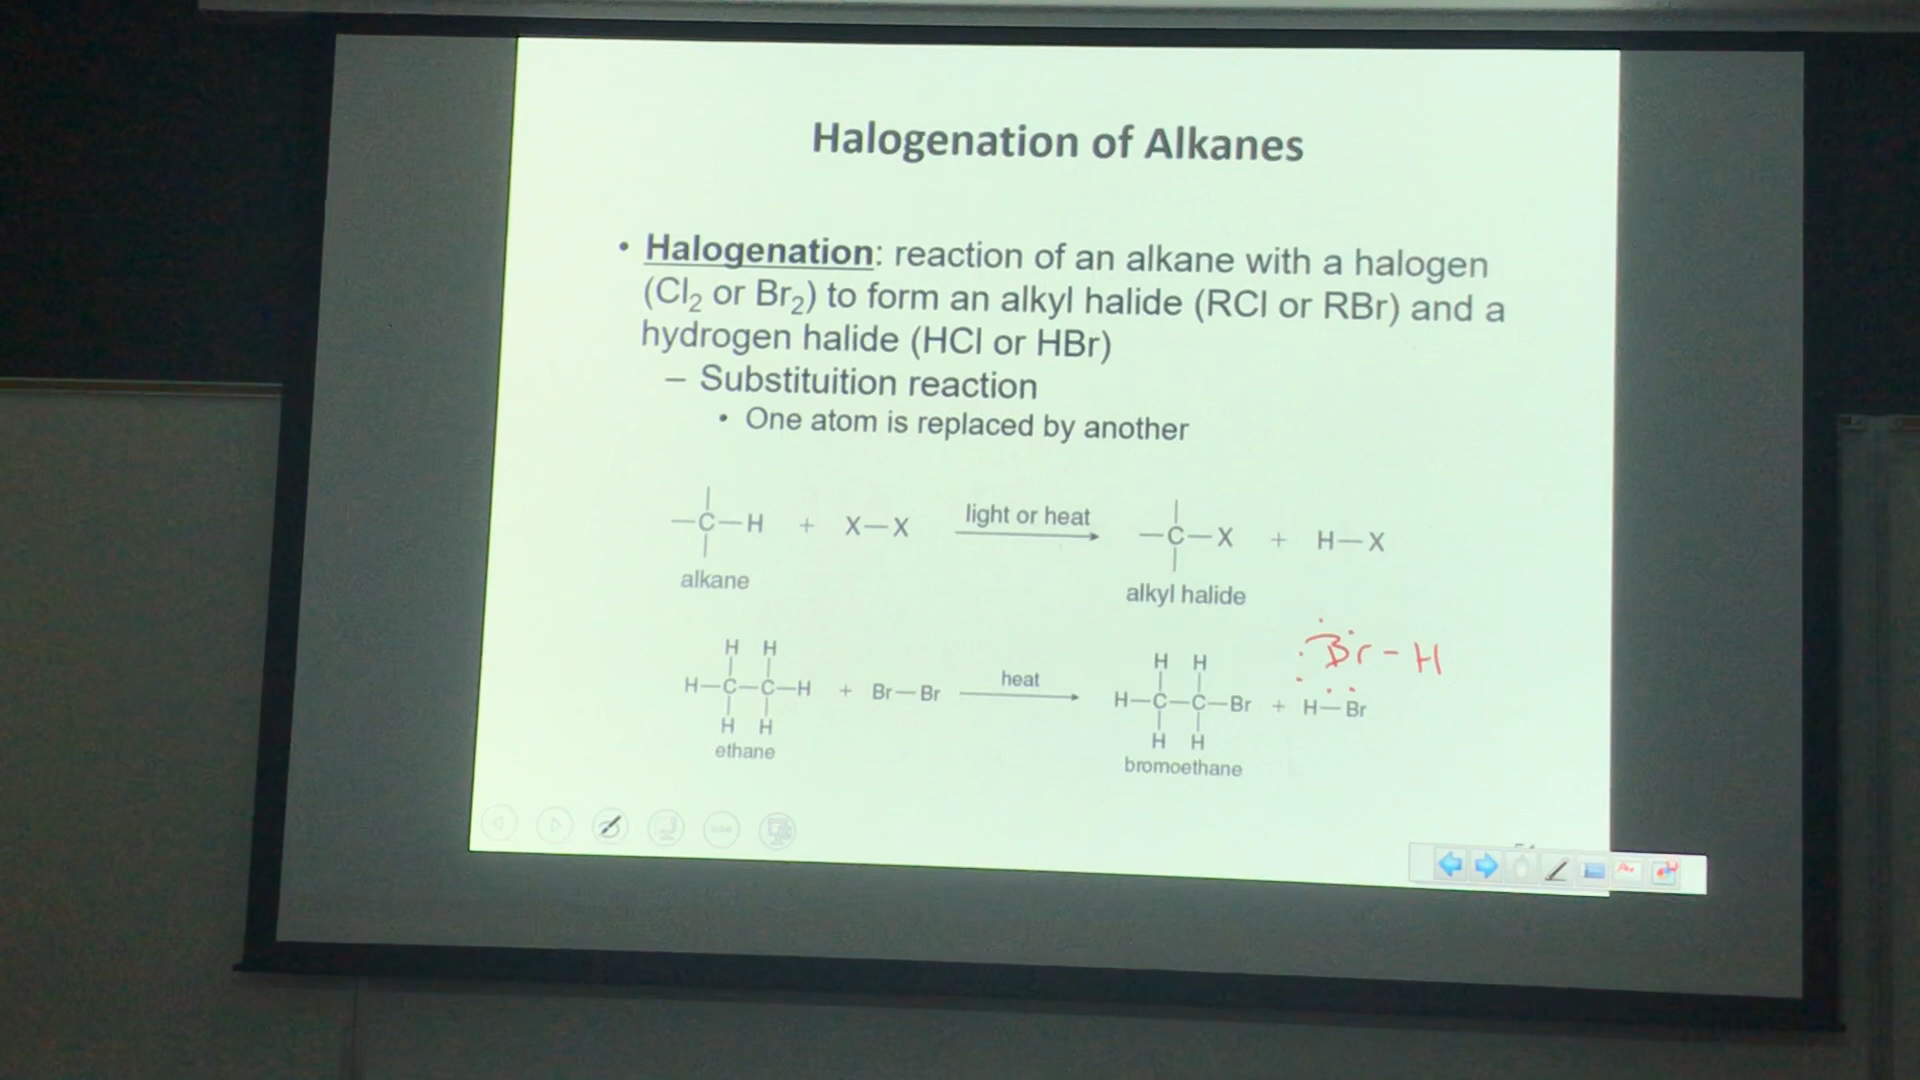 Halogenation of Alkanes
• Halogenation: reaction of an alkane with a halogen
(Cl₂ or Br₂) to form an alkyl halide (RCl or RBr) and a
hydrogen halide (HCl or HBr)
– Substituition reaction
• One atom is replaced by another
—C—H + X—X light or heat —C—X + H—X
alkane
alkyl halide
Br - H
H H
H H
H—C—C—H + Br—Br heat H—C—C—Br + H—Br
H H
H H
ethane
bromoethane